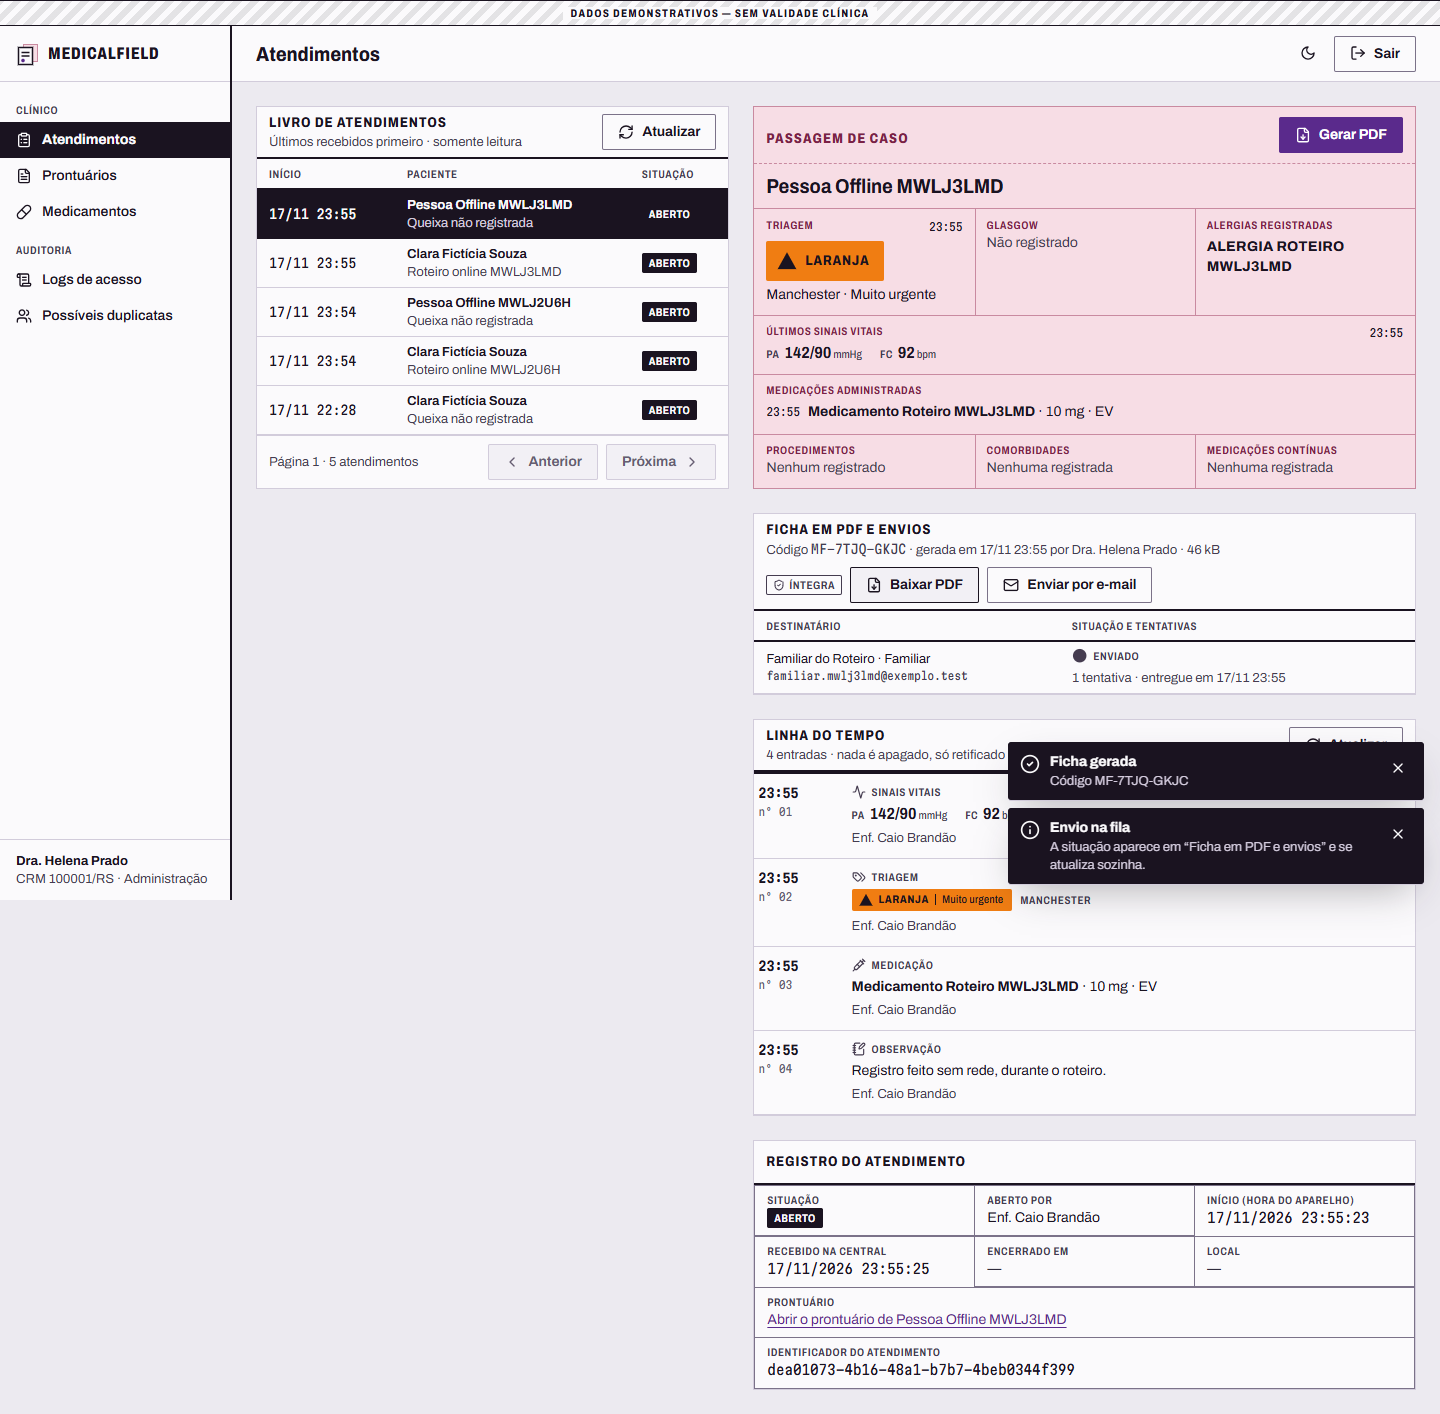 DADOS DEMONSTRATIVOS — SEM VALIDADE CLÍNICA
MEDICALFIELD
Atendimentos
Sair
CLÍNICO
Atendimentos
Prontuários
Medicamentos
AUDITORIA
Logs de acesso
Possíveis duplicatas
Dra. Helena Prado
CRM 100001/RS · Administração
LIVRO DE ATENDIMENTOS
Últimos recebidos primeiro · somente leitura
Atualizar
INÍCIO PACIENTE SITUAÇÃO
17/11 23:55 Pessoa Offline MWLJ3LMD ABERTO
Queixa não registrada
17/11 23:55 Clara Fictícia Souza ABERTO
Roteiro online MWLJ3LMD
17/11 23:54 Pessoa Offline MWLJ2U6H ABERTO
Queixa não registrada
17/11 23:54 Clara Fictícia Souza ABERTO
Roteiro online MWLJ2U6H
17/11 22:28 Clara Fictícia Souza ABERTO
Queixa não registrada
Página 1 · 5 atendimentos Anterior Próxima
PASSAGEM DE CASO
Gerar PDF
Pessoa Offline MWLJ3LMD
TRIAGEM 23:55
LARANJA
Manchester · Muito urgente
GLASGOW
Não registrado
ALERGIAS REGISTRADAS
ALERGIA ROTEIRO
MWLJ3LMD
ÚLTIMOS SINAIS VITAIS 23:55
PA 142/90 mmHg FC 92 bpm
MEDICAÇÕES ADMINISTRADAS
23:55 Medicamento Roteiro MWLJ3LMD · 10 mg · EV
PROCEDIMENTOS
Nenhum registrado
COMORBIDADES
Nenhuma registrada
MEDICAÇÕES CONTÍNUAS
Nenhuma registrada
FICHA EM PDF E ENVIOS
Código MF-7TJQ-GKJC · gerada em 17/11 23:55 por Dra. Helena Prado · 46 kB
ÍNTEGRA Baixar PDF Enviar por e-mail
DESTINATÁRIO SITUAÇÃO E TENTATIVAS
Familiar do Roteiro · Familiar
familiar.mwlj3lmd@exemplo.test
ENVIADO
1 tentativa · entregue em 17/11 23:55
LINHA DO TEMPO
4 entradas · nada é apagado, só retificado
Ficha gerada
Código MF-7TJQ-GKJC
Envio na fila
A situação aparece em “Ficha em PDF e envios” e se
atualiza sozinha.
23:55 SINAIS VITAIS
n° 01 PA 142/90 mmHg FC 92
Enf. Caio Brandão
23:55 TRIAGEM
n° 02 LARANJA | Muito urgente MANCHESTER
Enf. Caio Brandão
23:55 MEDICAÇÃO
n° 03 Medicamento Roteiro MWLJ3LMD · 10 mg · EV
Enf. Caio Brandão
23:55 OBSERVAÇÃO
n° 04 Registro feito sem rede, durante o roteiro.
Enf. Caio Brandão
REGISTRO DO ATENDIMENTO
SITUAÇÃO
ABERTO
ABERTO POR
Enf. Caio Brandão
INÍCIO (HORA DO APARELHO)
17/11/2026 23:55:23
RECEBIDO NA CENTRAL
17/11/2026 23:55:25
ENCERRADO EM
—
LOCAL
—
PRONTUÁRIO
Abrir o prontuário de Pessoa Offline MWLJ3LMD
IDENTIFICADOR DO ATENDIMENTO
dea01073-4b16-48a1-b7b7-4beb0344f399